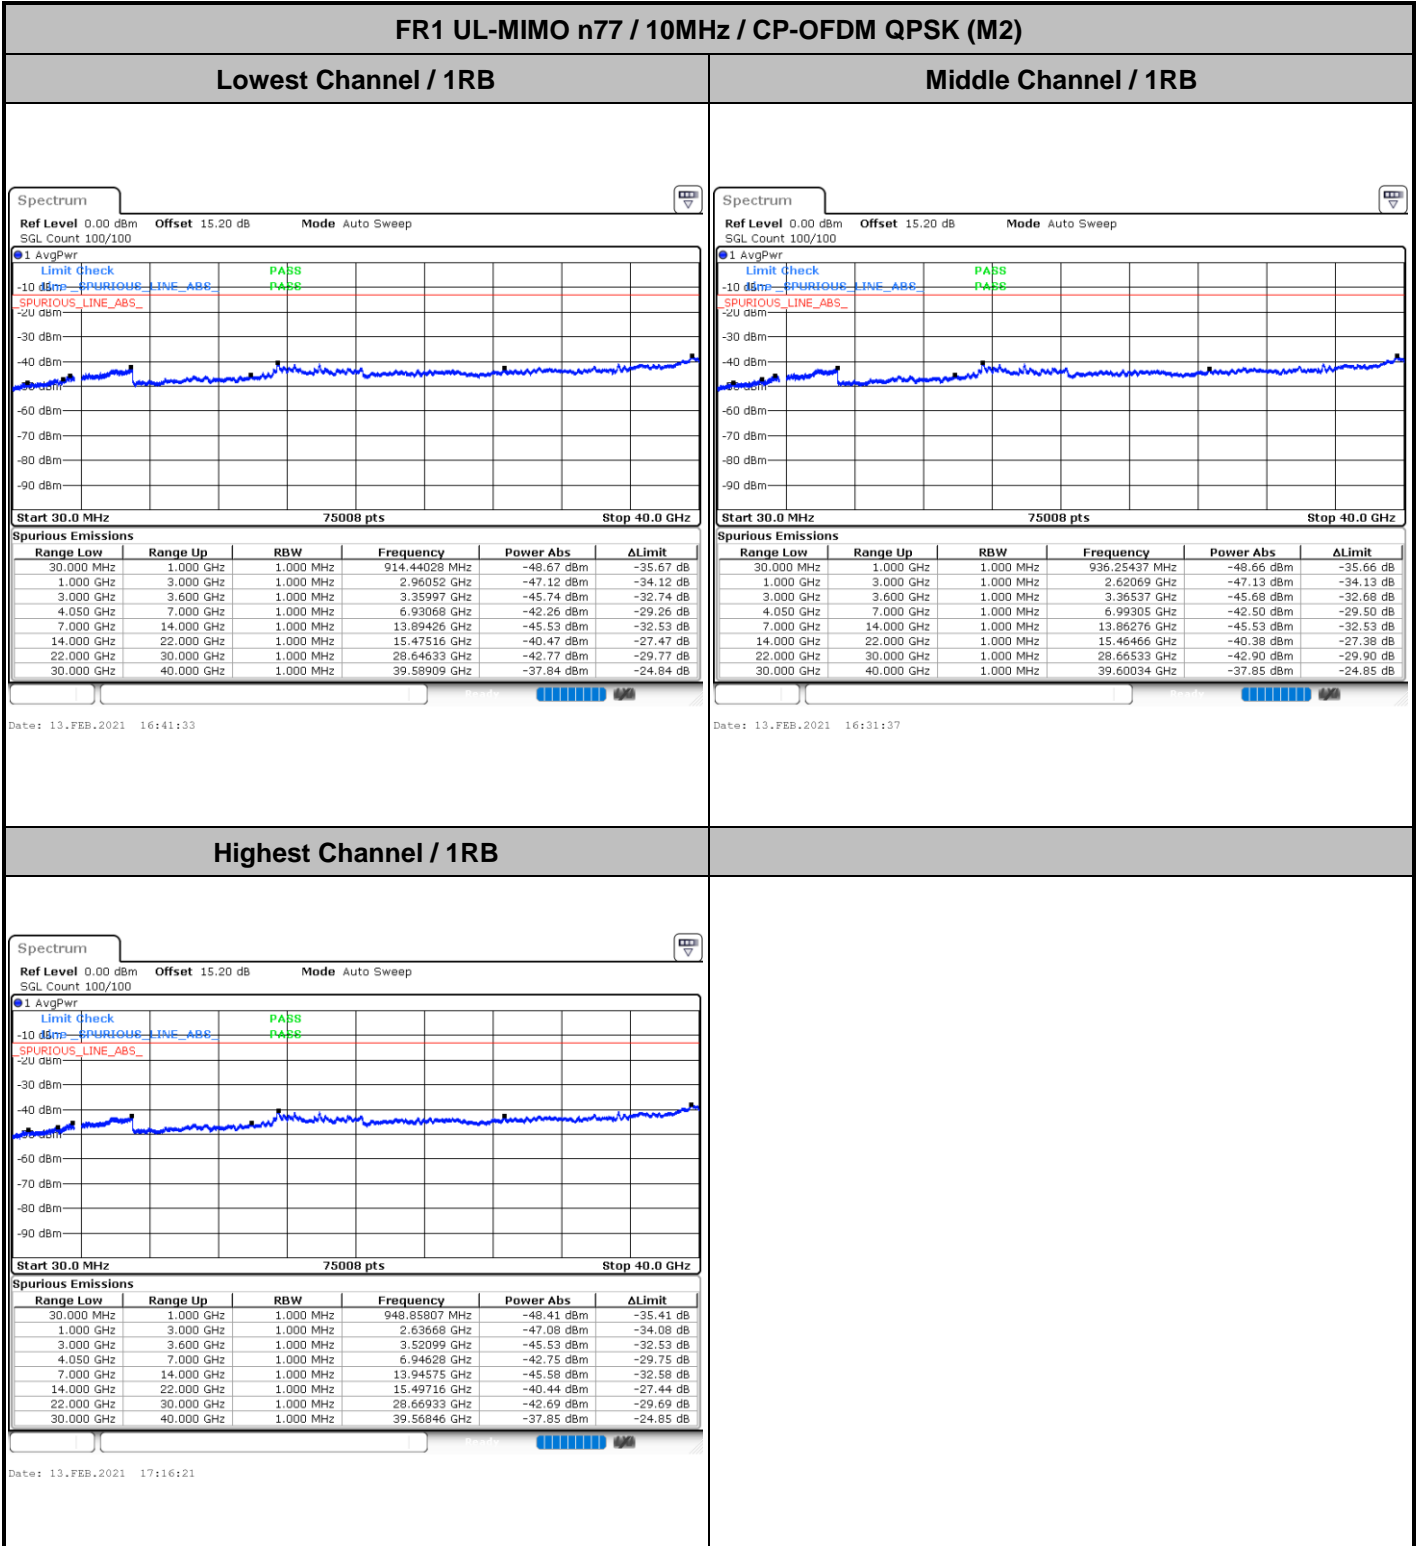 FR1 UL-MIMO n77 / 10MHz / CP-OFDM QPSK (M2)
Lowest Channel / 1RB
Spectrum
Ref Level 0.00 dBm Offset 15.20 dB Mode Auto Sweep
SGL Count 100/100
1 AvgPwr
Limit Check PASS
-10 dBm Line _SPURIOUS_LINE_ABS_ PASS
_SPURIOUS_LINE_ABS_
-20 dBm
-30 dBm
-40 dBm
-50 dBm
-60 dBm
-70 dBm
-80 dBm
-90 dBm
Start 30.0 MHz 75008 pts Stop 40.0 GHz
Spurious Emissions
Range Low Range Up RBW Frequency Power Abs ΔLimit
30.000 MHz 1.000 GHz 1.000 MHz 914.44028 MHz -48.67 dBm -35.67 dB
1.000 GHz 3.000 GHz 1.000 MHz 2.96052 GHz -47.12 dBm -34.12 dB
3.000 GHz 3.600 GHz 1.000 MHz 3.35997 GHz -45.74 dBm -32.74 dB
4.050 GHz 7.000 GHz 1.000 MHz 6.93068 GHz -42.26 dBm -29.26 dB
7.000 GHz 14.000 GHz 1.000 MHz 13.89426 GHz -45.53 dBm -32.53 dB
14.000 GHz 22.000 GHz 1.000 MHz 15.47516 GHz -40.47 dBm -27.47 dB
22.000 GHz 30.000 GHz 1.000 MHz 28.64633 GHz -42.77 dBm -29.77 dB
30.000 GHz 40.000 GHz 1.000 MHz 39.58909 GHz -37.84 dBm -24.84 dB
Ready
Date: 13.FEB.2021 16:41:33
Middle Channel / 1RB
Spectrum
Ref Level 0.00 dBm Offset 15.20 dB Mode Auto Sweep
SGL Count 100/100
1 AvgPwr
Limit Check PASS
-10 dBm Line _SPURIOUS_LINE_ABS_ PASS
_SPURIOUS_LINE_ABS_
-20 dBm
-30 dBm
-40 dBm
-50 dBm
-60 dBm
-70 dBm
-80 dBm
-90 dBm
Start 30.0 MHz 75008 pts Stop 40.0 GHz
Spurious Emissions
Range Low Range Up RBW Frequency Power Abs ΔLimit
30.000 MHz 1.000 GHz 1.000 MHz 936.25437 MHz -48.66 dBm -35.66 dB
1.000 GHz 3.000 GHz 1.000 MHz 2.62069 GHz -47.13 dBm -34.13 dB
3.000 GHz 3.600 GHz 1.000 MHz 3.36537 GHz -45.68 dBm -32.68 dB
4.050 GHz 7.000 GHz 1.000 MHz 6.99305 GHz -42.50 dBm -29.50 dB
7.000 GHz 14.000 GHz 1.000 MHz 13.86276 GHz -45.53 dBm -32.53 dB
14.000 GHz 22.000 GHz 1.000 MHz 15.46466 GHz -40.38 dBm -27.38 dB
22.000 GHz 30.000 GHz 1.000 MHz 28.66533 GHz -42.90 dBm -29.90 dB
30.000 GHz 40.000 GHz 1.000 MHz 39.60034 GHz -37.85 dBm -24.85 dB
Ready
Date: 13.FEB.2021 16:31:37
Highest Channel / 1RB
Spectrum
Ref Level 0.00 dBm Offset 15.20 dB Mode Auto Sweep
SGL Count 100/100
1 AvgPwr
Limit Check PASS
-10 dBm Line _SPURIOUS_LINE_ABS_ PASS
_SPURIOUS_LINE_ABS_
-20 dBm
-30 dBm
-40 dBm
-50 dBm
-60 dBm
-70 dBm
-80 dBm
-90 dBm
Start 30.0 MHz 75008 pts Stop 40.0 GHz
Spurious Emissions
Range Low Range Up RBW Frequency Power Abs ΔLimit
30.000 MHz 1.000 GHz 1.000 MHz 948.85807 MHz -48.41 dBm -35.41 dB
1.000 GHz 3.000 GHz 1.000 MHz 2.63668 GHz -47.08 dBm -34.08 dB
3.000 GHz 3.600 GHz 1.000 MHz 3.52099 GHz -45.53 dBm -32.53 dB
4.050 GHz 7.000 GHz 1.000 MHz 6.94628 GHz -42.75 dBm -29.75 dB
7.000 GHz 14.000 GHz 1.000 MHz 13.94575 GHz -45.58 dBm -32.58 dB
14.000 GHz 22.000 GHz 1.000 MHz 15.49716 GHz -40.44 dBm -27.44 dB
22.000 GHz 30.000 GHz 1.000 MHz 28.66933 GHz -42.69 dBm -29.69 dB
30.000 GHz 40.000 GHz 1.000 MHz 39.56846 GHz -37.85 dBm -24.85 dB
Ready
Date: 13.FEB.2021 17:16:21